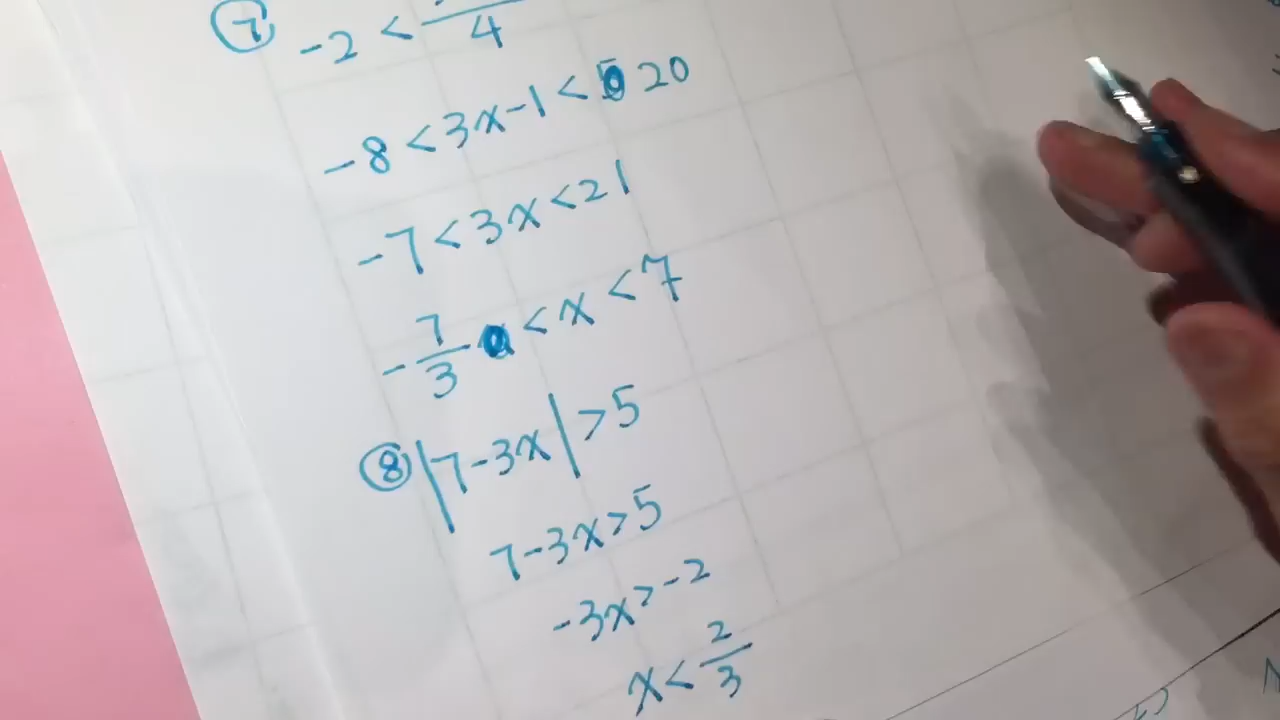 ⑦ -2 < —/4
-8 < 3x-1 < 20
-7 < 3x < 21
-7/3 < x < 7
⑧ |7-3x| > 5
7-3x > 5
-3x > -2
x < 2/3